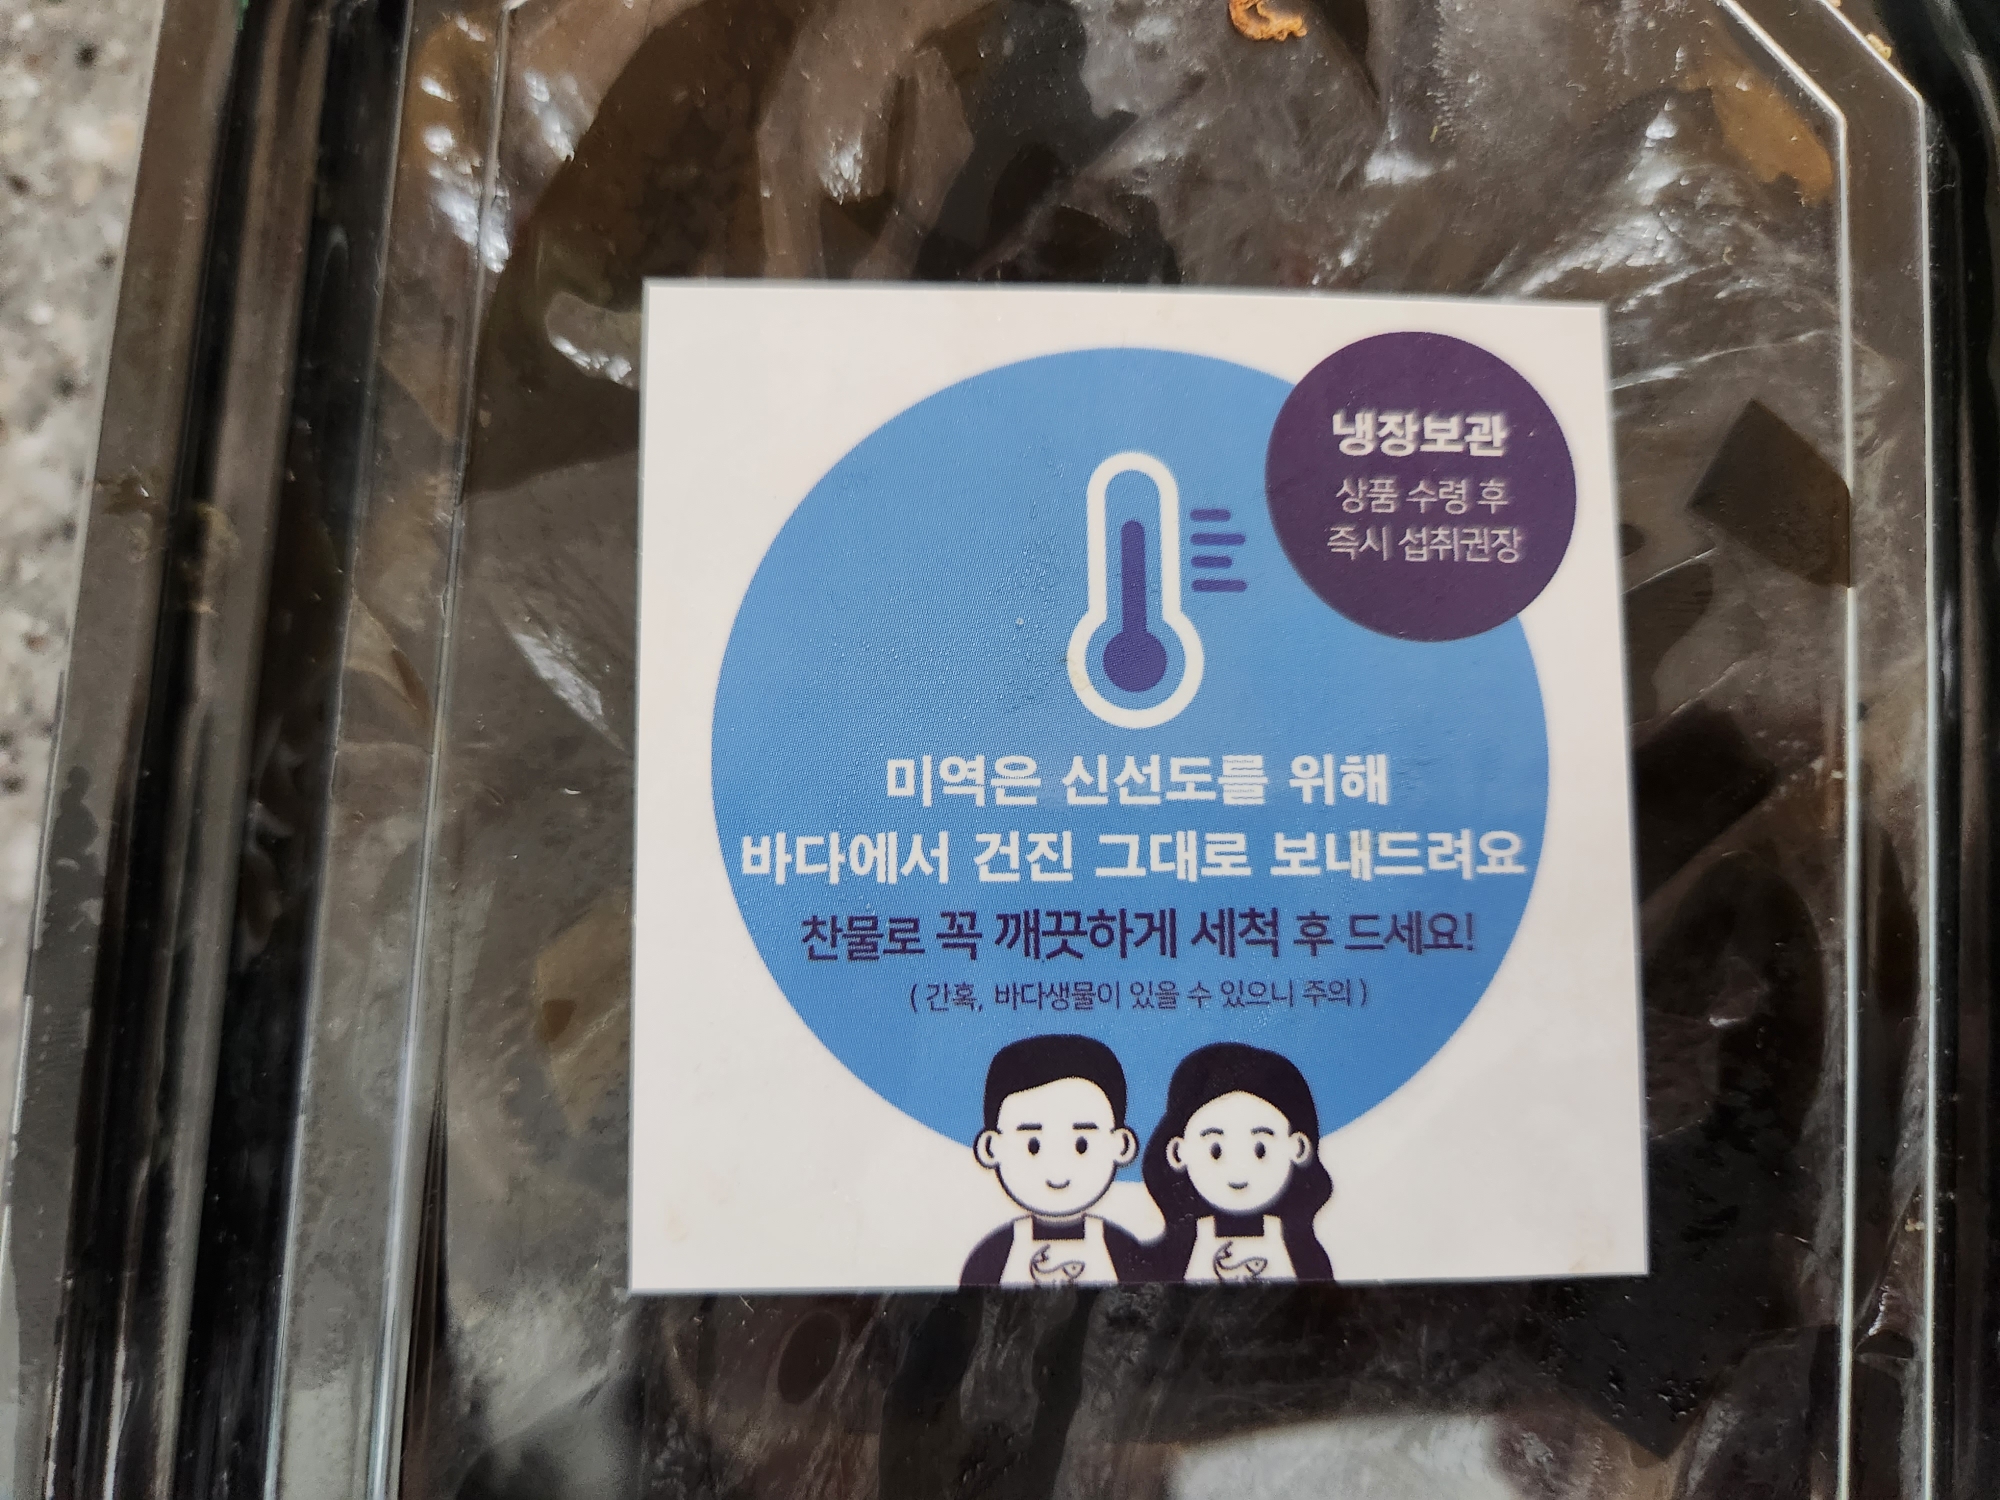 냉장보관
상품 수령 후
즉시 섭취권장
미역은 신선도를 위해
바다에서 건진 그대로 보내드려요
찬물로 꼭 깨끗하게 세척 후 드세요!
( 간혹, 바다생물이 있을 수 있으니 주의 )